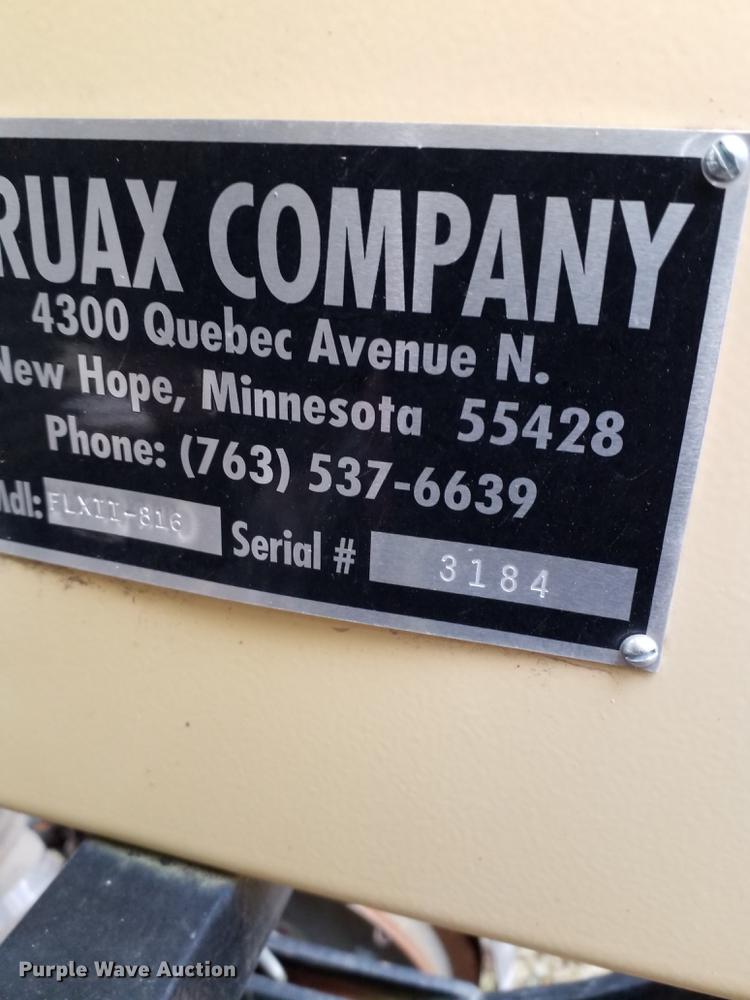 RUAX COMPANY
4300 Quebec Avenue N.
New Hope, Minnesota 55428
Phone: (763) 537-6639
Mdl: FLXII-816 Serial # 3184
Purple Wave Auction